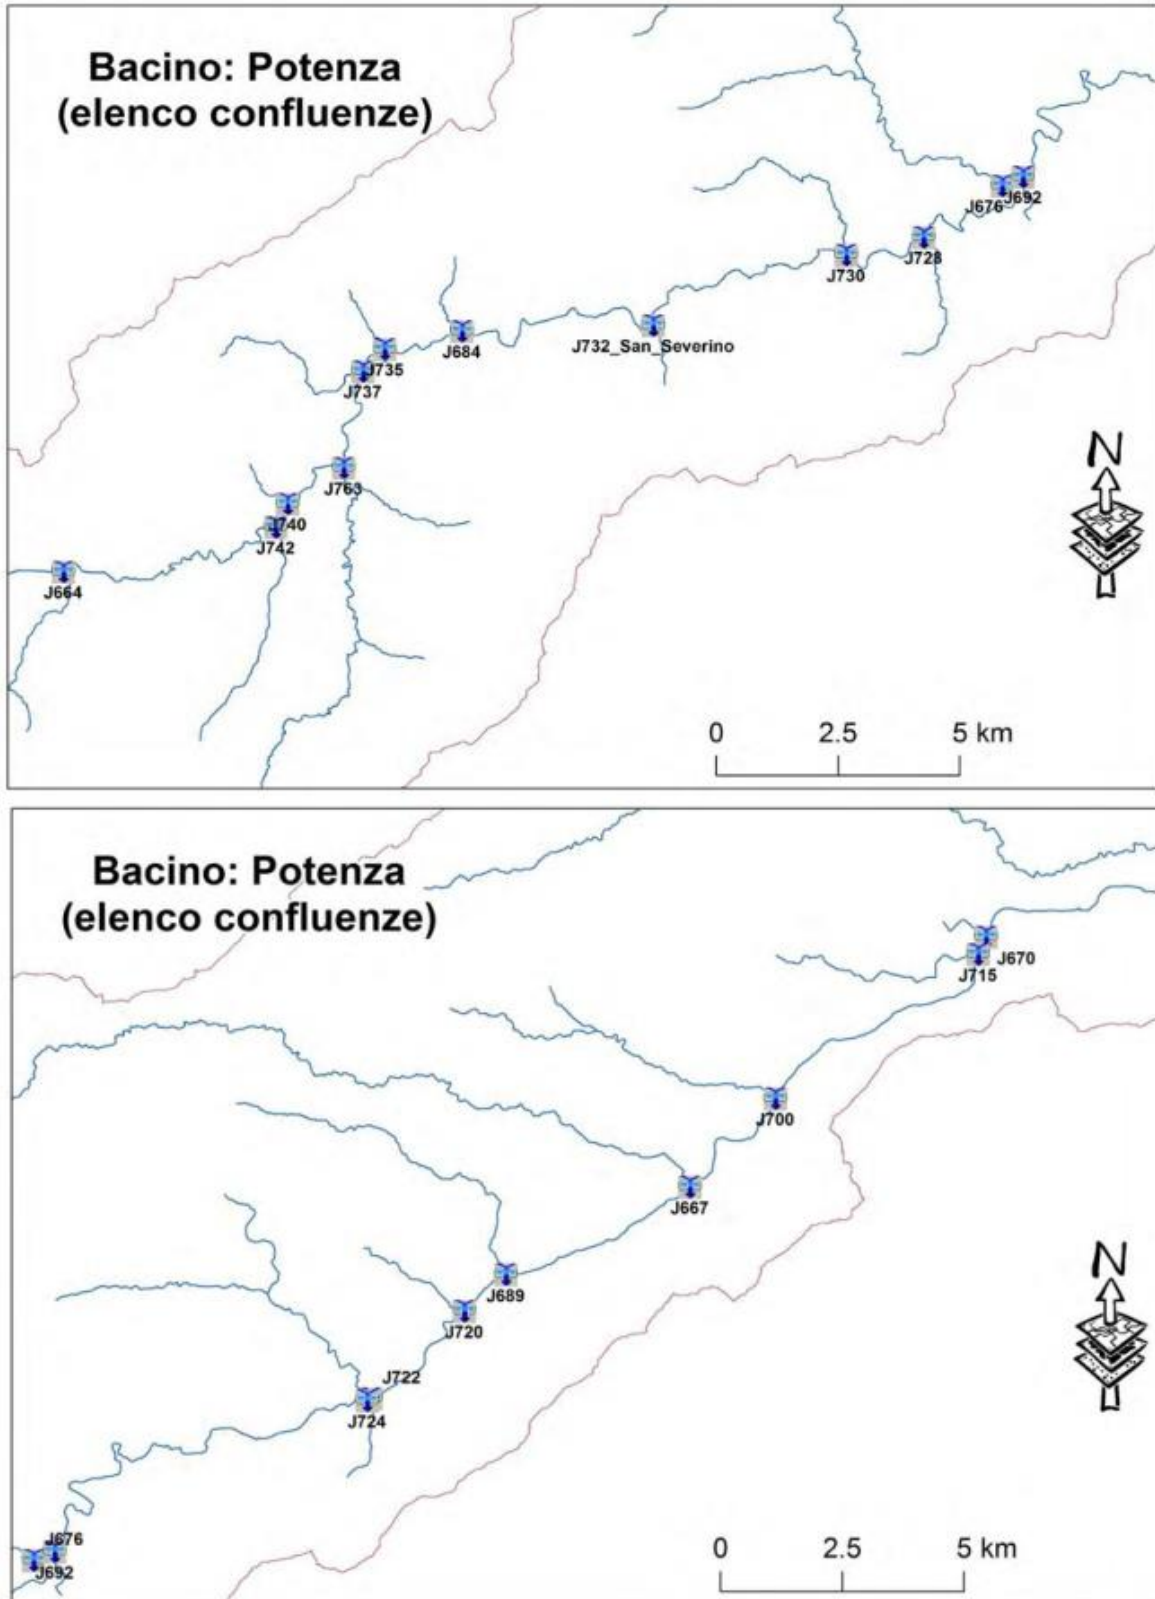 Bacino: Potenza
(elenco confluenze)
J676 J692
J728
J730
J732_San_Severino
J684
J735
J737
J763
J740
J742
J664
N
0 2.5 5 km
Bacino: Potenza
(elenco confluenze)
J670
J715
J700
J667
J689
J720
J722
J724
J676
J692
N
0 2.5 5 km